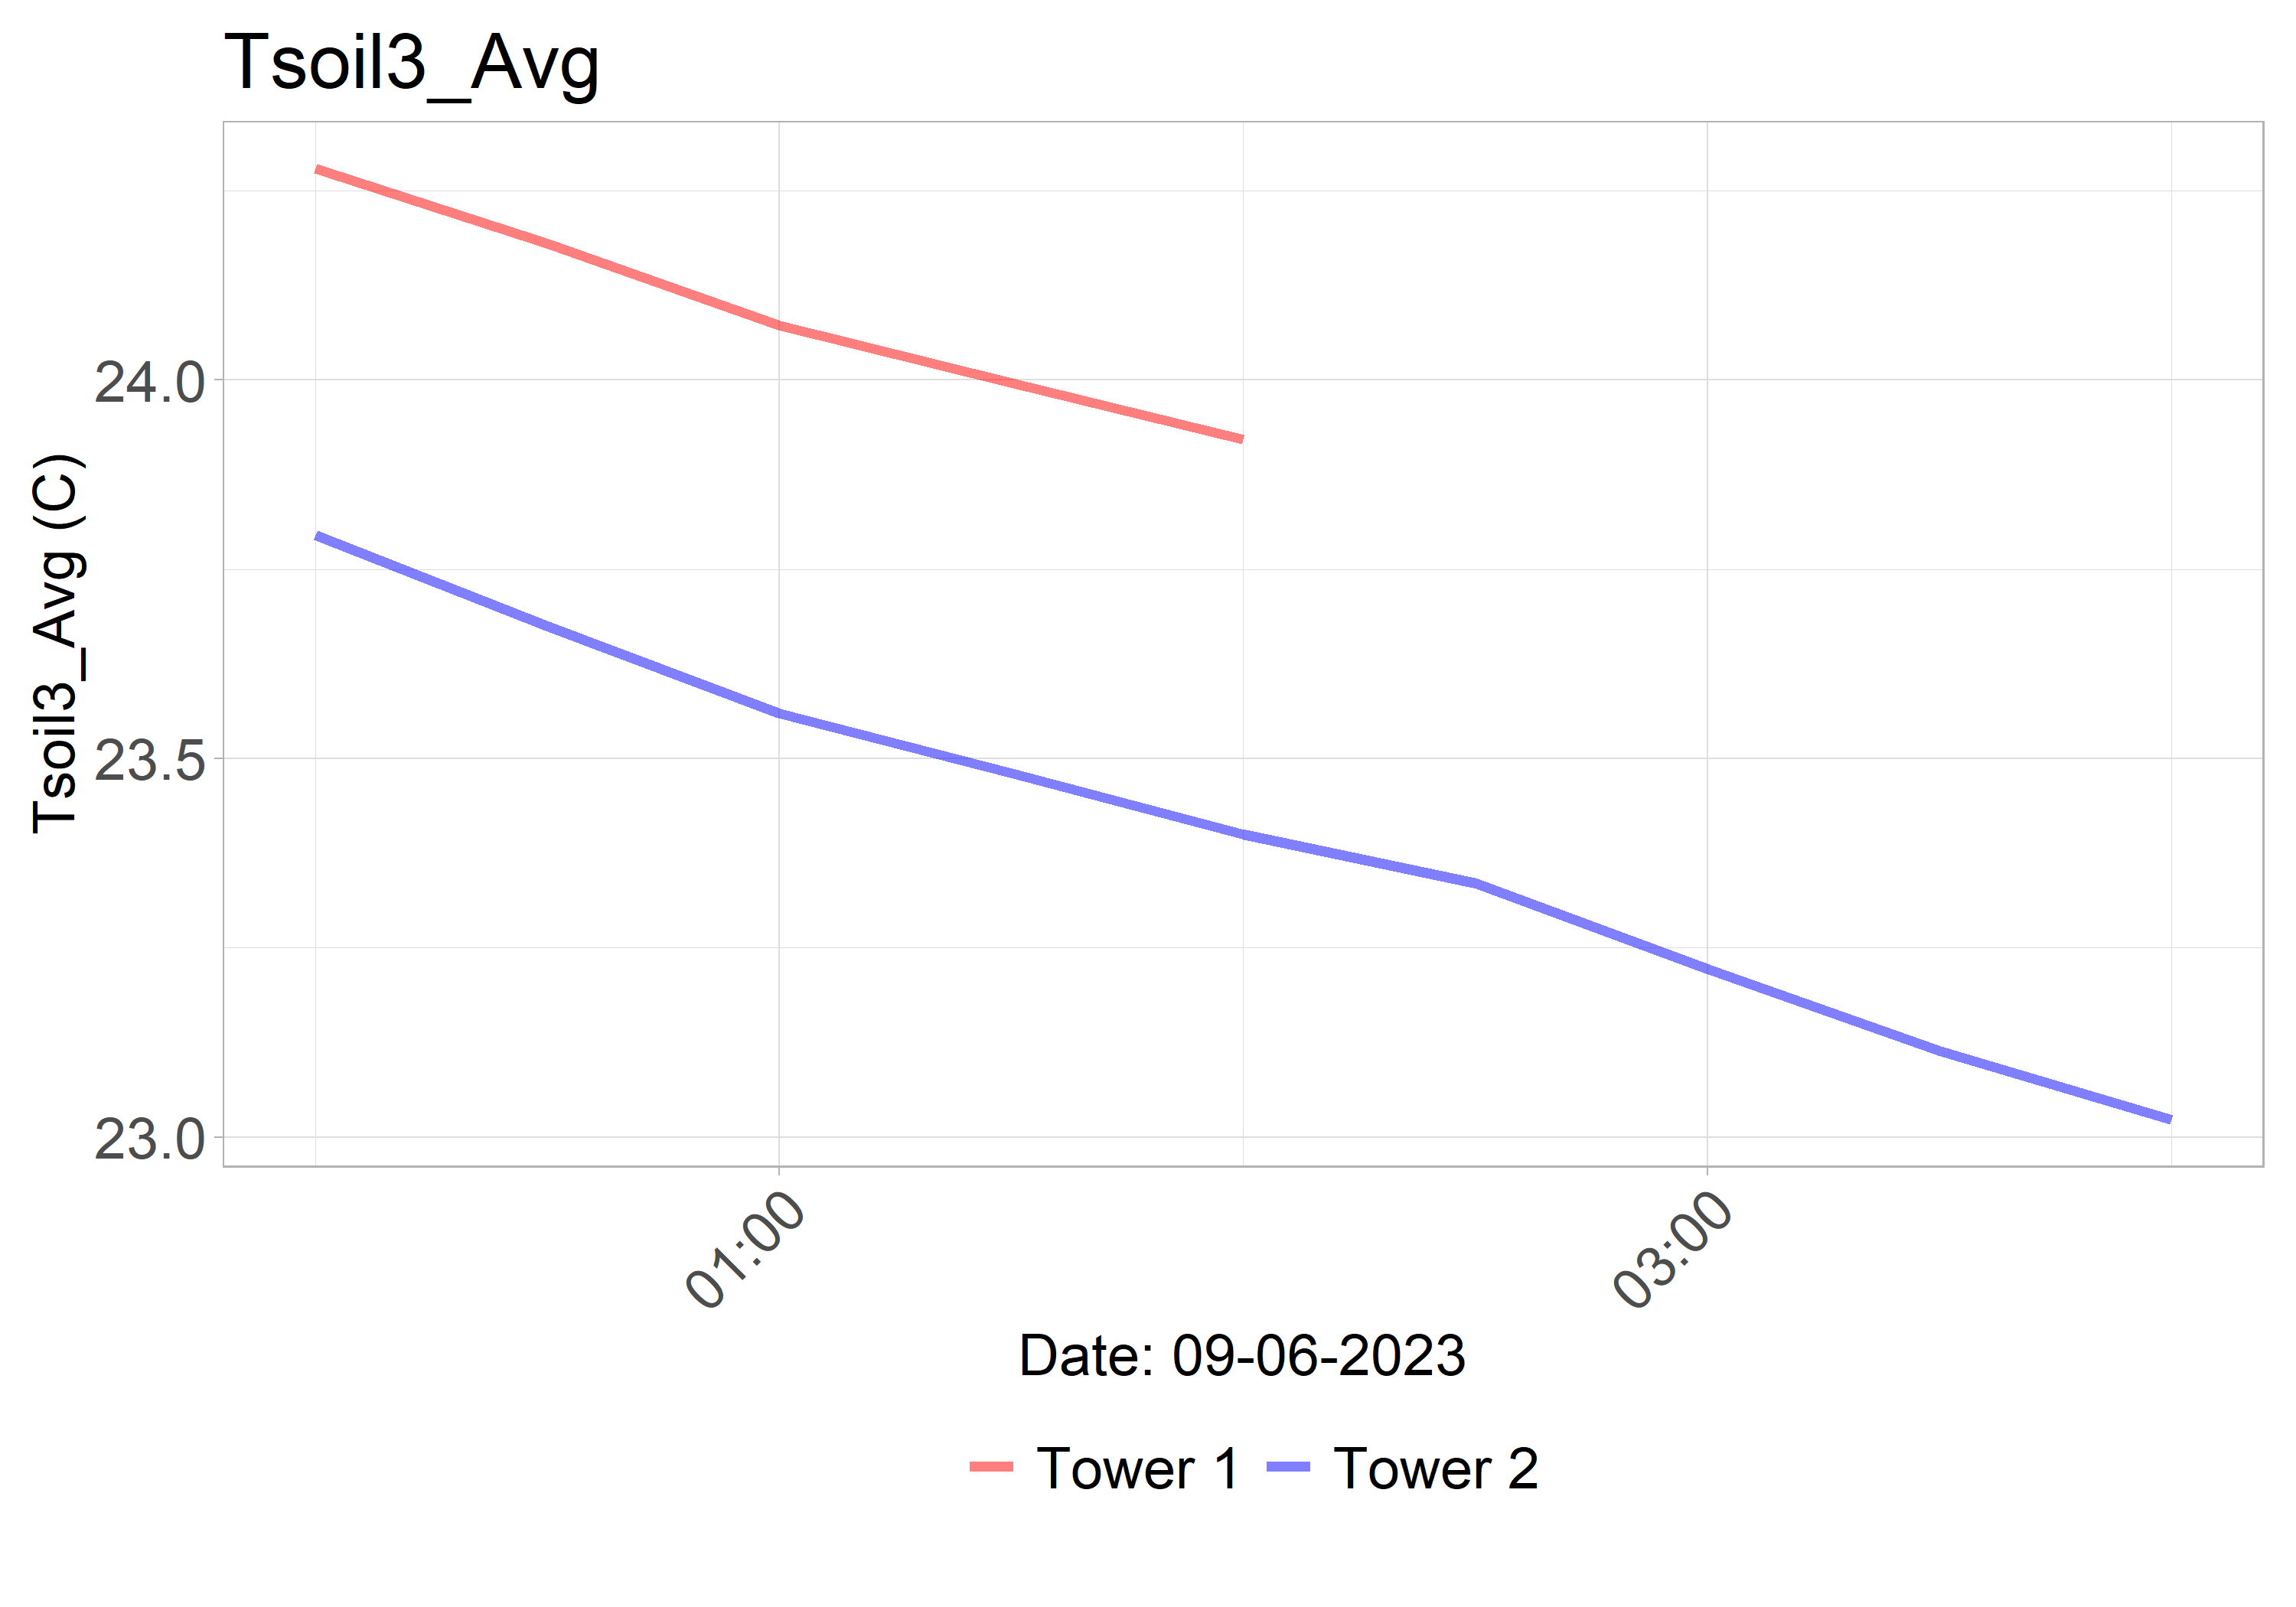 Tsoil3_Avg
Tsoil3_Avg (C)
24.0
23.5
23.0
01:00
03:00
Date: 09-06-2023
Tower 1
Tower 2